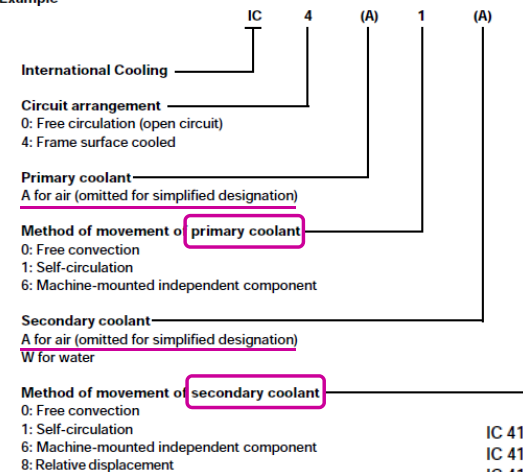 Example
IC 4 (A) 1 (A)
International Cooling
Circuit arrangement
0: Free circulation (open circuit)
4: Frame surface cooled
Primary coolant
A for air (omitted for simplified designation)
Method of movement of primary coolant
0: Free convection
1: Self-circulation
6: Machine-mounted independent component
Secondary coolant
A for air (omitted for simplified designation)
W for water
Method of movement of secondary coolant
0: Free convection
1: Self-circulation
6: Machine-mounted independent component
8: Relative displacement
IC 41
IC 41